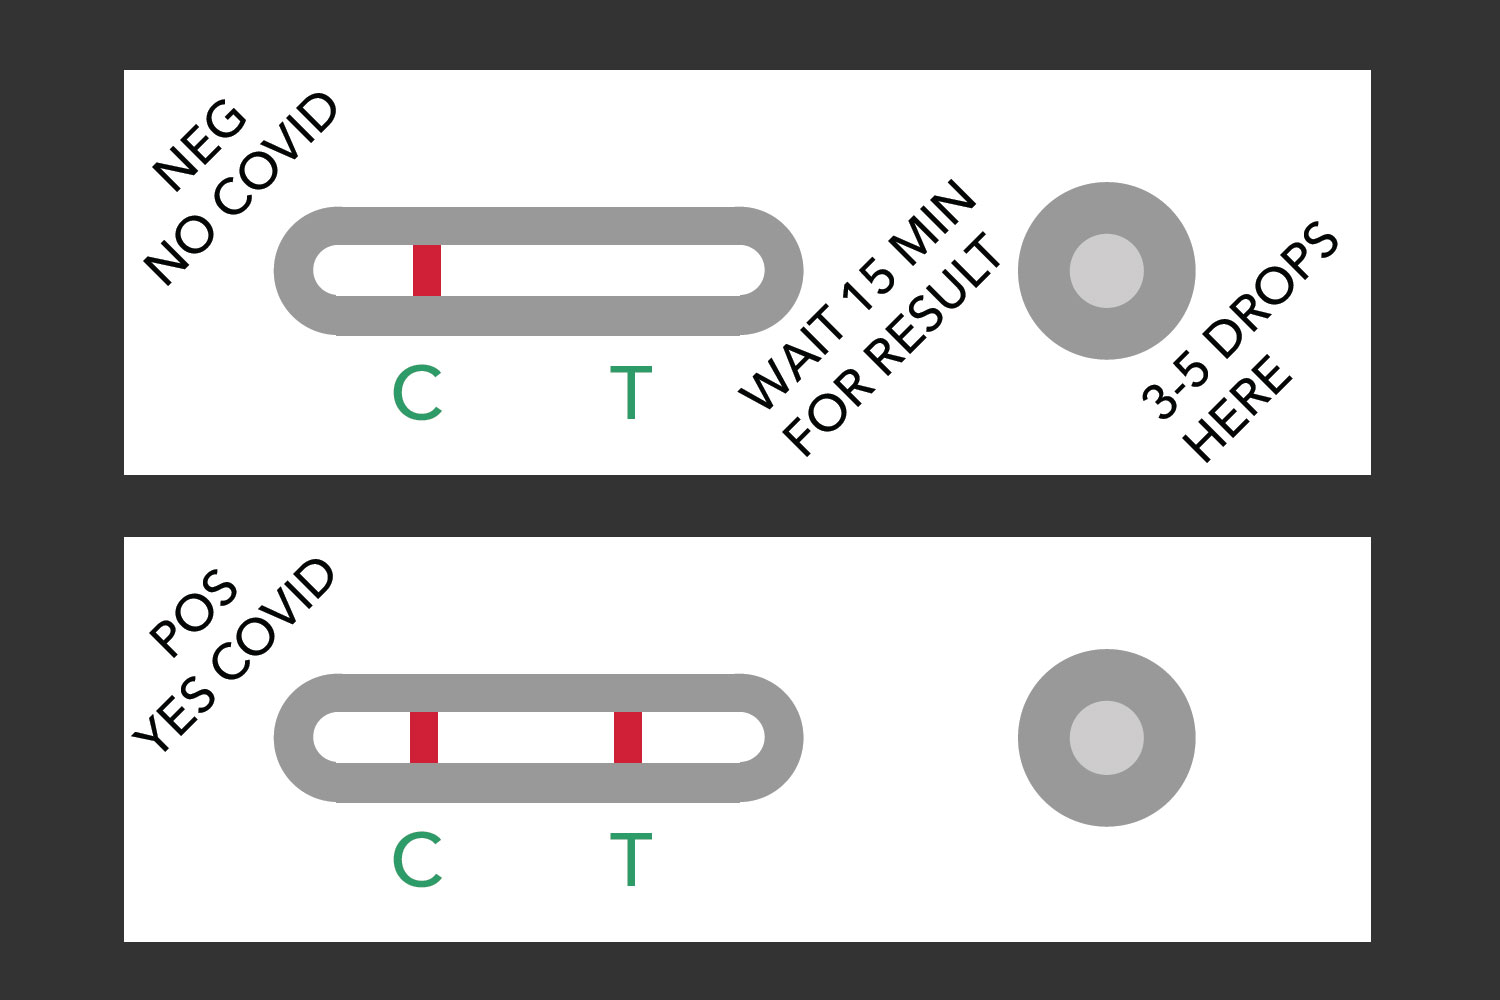 NEG
NO COVID
C
T
WAIT 15 MIN
FOR RESULT
3-5 DROPS
HERE
POS
YES COVID
C
T